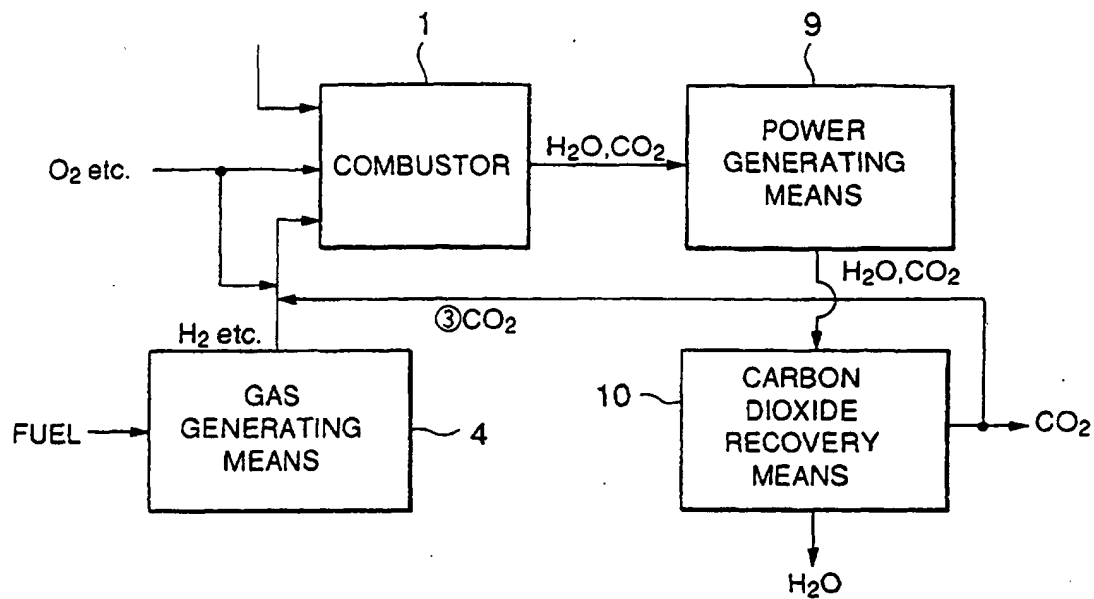 1
9
COMBUSTOR
POWER
GENERATING
MEANS
O₂ etc.
H₂O,CO₂
H₂O,CO₂
③CO₂
H₂ etc.
GAS
GENERATING
MEANS
FUEL
4
10
CARBON
DIOXIDE
RECOVERY
MEANS
CO₂
H₂O